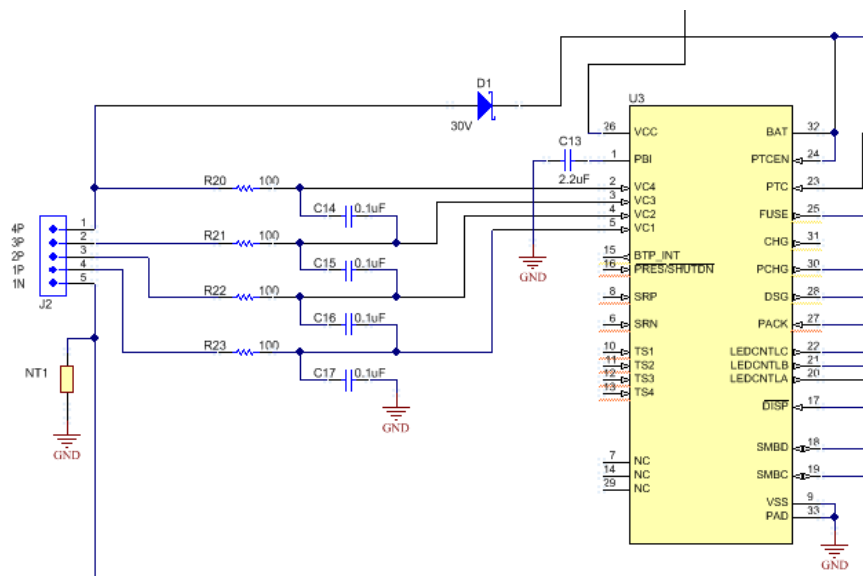 D1
30V
U3
C13
2.2uF
26 VCC BAT 32
1 PBI PTCEN 24
2 VC4 PTC 23
3 VC3
4 VC2 FUSE 25
5 VC1
CHG 31
15 BTP_INT
16 PRES/SHUTDN PCHG 30
8 SRP DSG 28
6 SRN PACK 27
10 TS1 LEDCNTLC 22
11 TS2 LEDCNTLB 21
12 TS3 LEDCNTLA 20
13 TS4
DISP 17
SMBD 18
7 NC
14 NC SMBC 19
29 NC
VSS 9
PAD 33
GND
GND
R20 100
C14 0.1uF
R21 100
C15 0.1uF
R22 100
C16 0.1uF
R23 100
C17 0.1uF
GND
4P 1
3P 2
2P 3
1P 4
1N 5
J2
NT1
GND